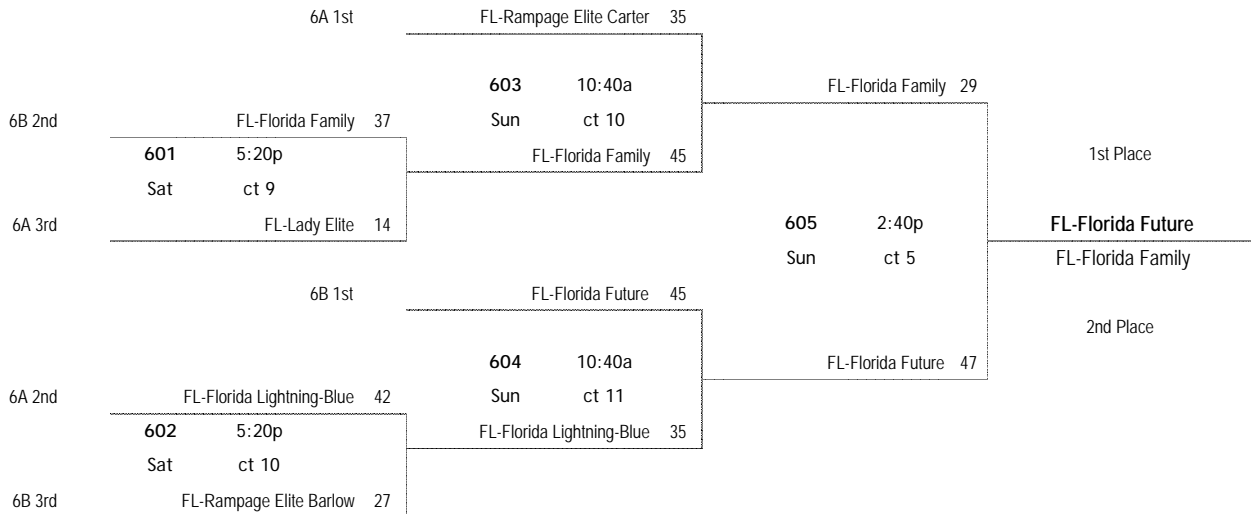 6A 1st FL-Rampage Elite Carter 35
603 10:40a FL-Florida Family 29
6B 2nd FL-Florida Family 37 Sun ct 10
601 5:20p FL-Florida Family 45 1st Place
Sat ct 9
6A 3rd FL-Lady Elite 14 605 2:40p FL-Florida Future
Sun ct 5 FL-Florida Family
6B 1st FL-Florida Future 45
2nd Place
604 10:40a FL-Florida Future 47
6A 2nd FL-Florida Lightning-Blue 42 Sun ct 11
602 5:20p FL-Florida Lightning-Blue 35
Sat ct 10
6B 3rd FL-Rampage Elite Barlow 27